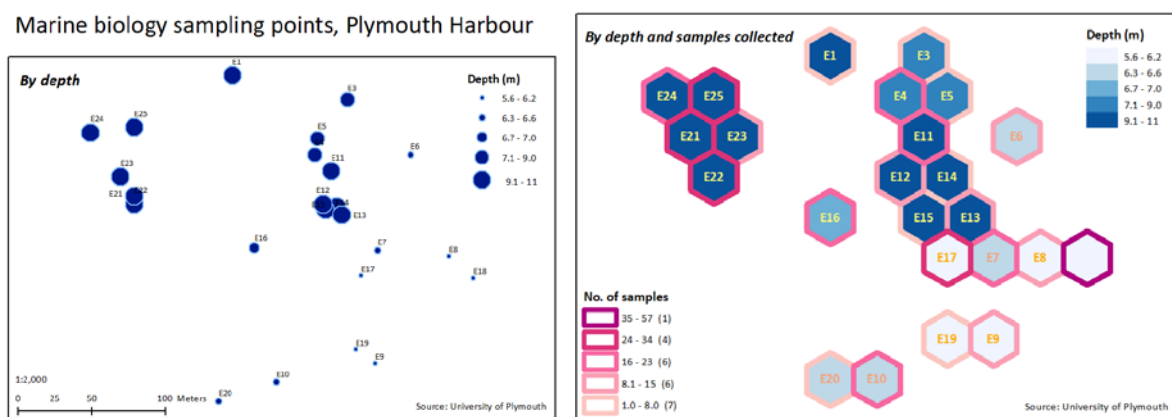 Marine biology sampling points, Plymouth Harbour
By depth
Depth (m)
5.6 - 6.2
6.3 - 6.6
6.7 - 7.0
7.1 - 9.0
9.1 - 11
E1
E3
E25
E24
E5
E6
E11
E23
E22
E21
E12
E13
E16
E7
E8
E17
E18
E19
E9
E10
E20
1:2,000
0
50
100
Meters
Source: University of Plymouth
By depth and samples collected
Depth (m)
5.6 - 6.2
6.3 - 6.6
6.7 - 7.0
7.1 - 9.0
9.1 - 11
E1
E3
E24
E25
E4
E5
E21
E23
E11
E6
E22
E12
E14
E16
E15
E13
E17
E7
E8
E19
E9
E20
E10
No. of samples
35 - 57 (1)
24 - 34 (4)
16 - 23 (6)
8.1 - 15 (6)
1.0 - 8.0 (7)
Source: University of Plymouth